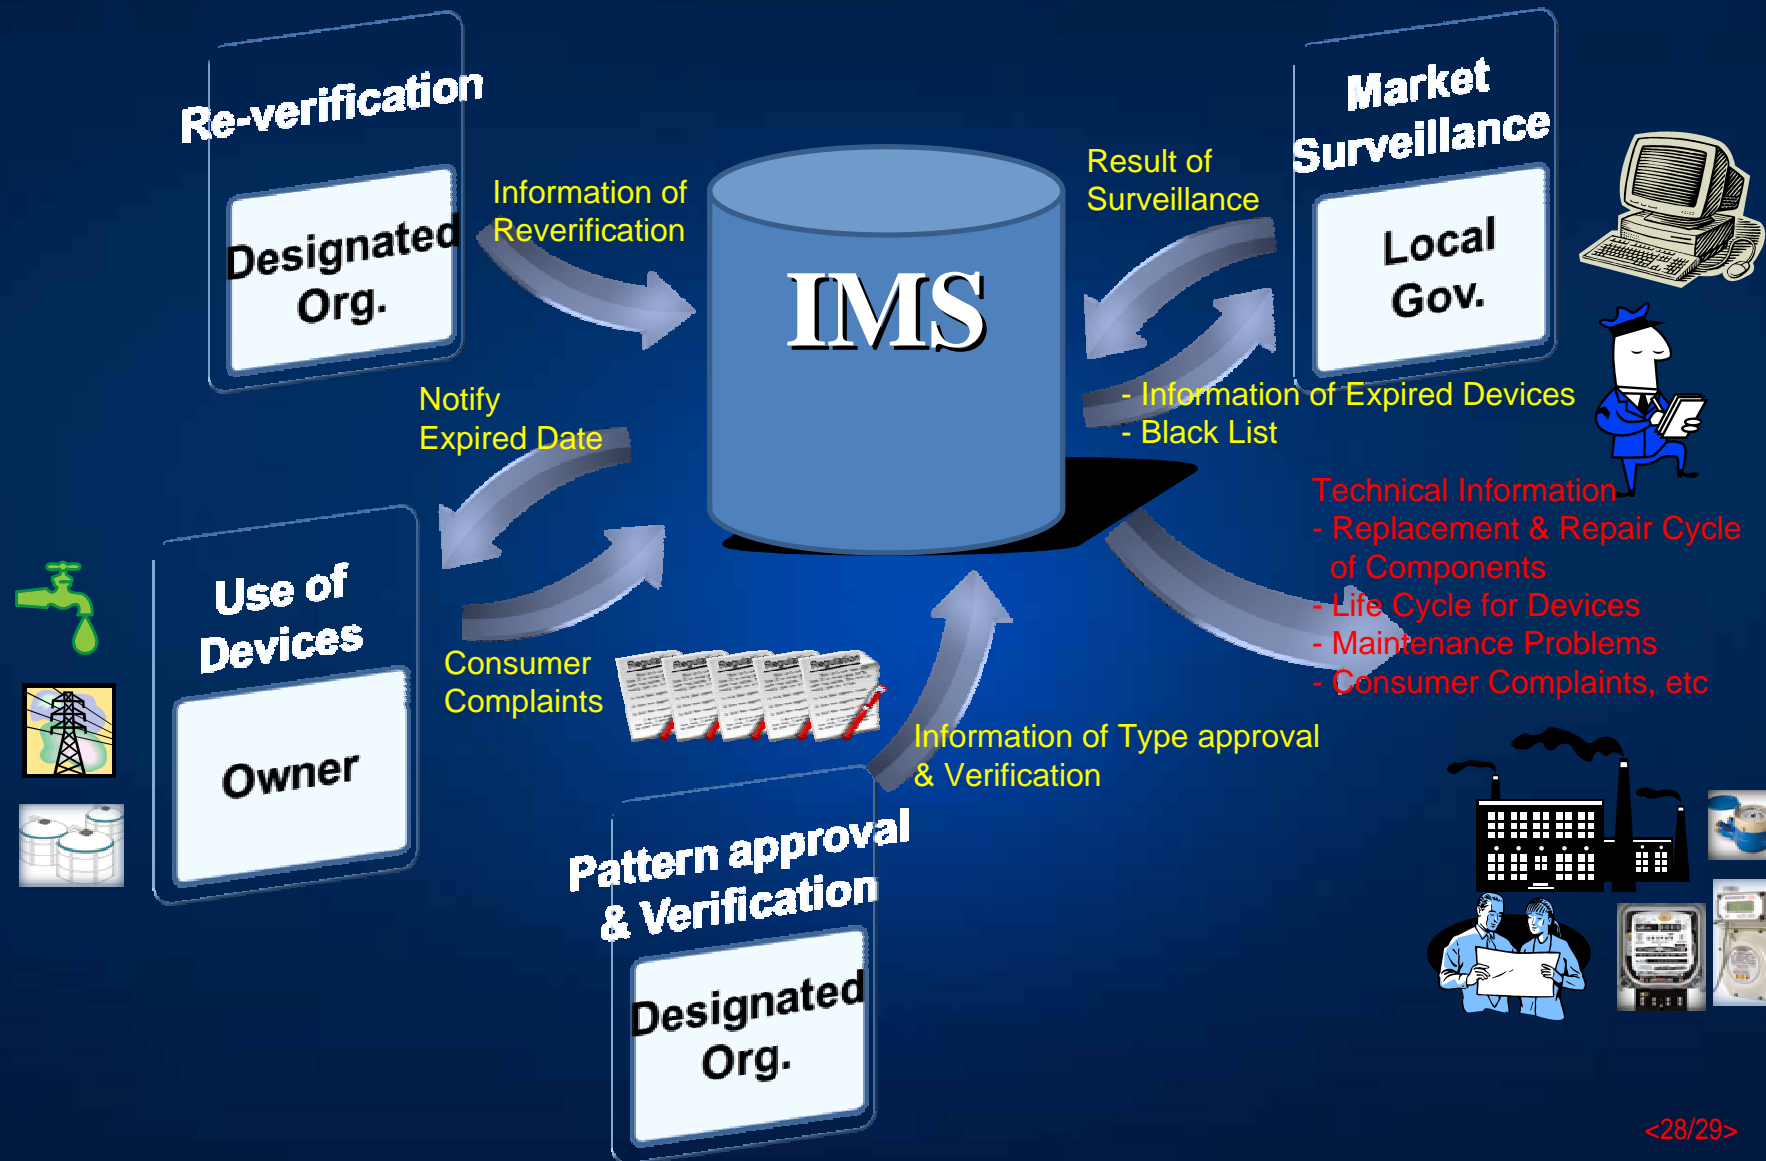 Re-verification
Designated
Org.
Information of
Reverification
IMS
Result of
Surveillance
Market
Surveillance
Local
Gov.
- Information of Expired Devices
- Black List
Notify
Expired Date
Use of
Devices
Owner
Consumer
Complaints
Technical Information
- Replacement & Repair Cycle
of Components
- Life Cycle for Devices
- Maintenance Problems
- Consumer Complaints, etc
Information of Type approval
& Verification
Pattern approval
& Verification
Designated
Org.
<28/29>